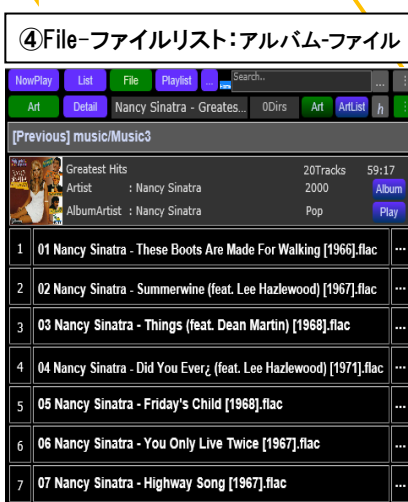 ④File-ファイルリスト：アルバム-ファイル
NowPlay List File Playlist ... Search.. ...
Art Detail Nancy Sinatra - Greates... 0Dirs Art ArtList h
[Previous] music/Music3
Greatest Hits 20Tracks 59:17
Artist : Nancy Sinatra 2000 Album
AlbumArtist : Nancy Sinatra Pop Play
1 01 Nancy Sinatra - These Boots Are Made For Walking [1966].flac ...
2 02 Nancy Sinatra - Summerwine (feat. Lee Hazlewood) [1967].flac ...
3 03 Nancy Sinatra - Things (feat. Dean Martin) [1968].flac ...
4 04 Nancy Sinatra - Did You Ever¿ (feat. Lee Hazlewood) [1971].flac ...
5 05 Nancy Sinatra - Friday's Child [1968].flac ...
6 06 Nancy Sinatra - You Only Live Twice [1967].flac ...
7 07 Nancy Sinatra - Highway Song [1967].flac ...